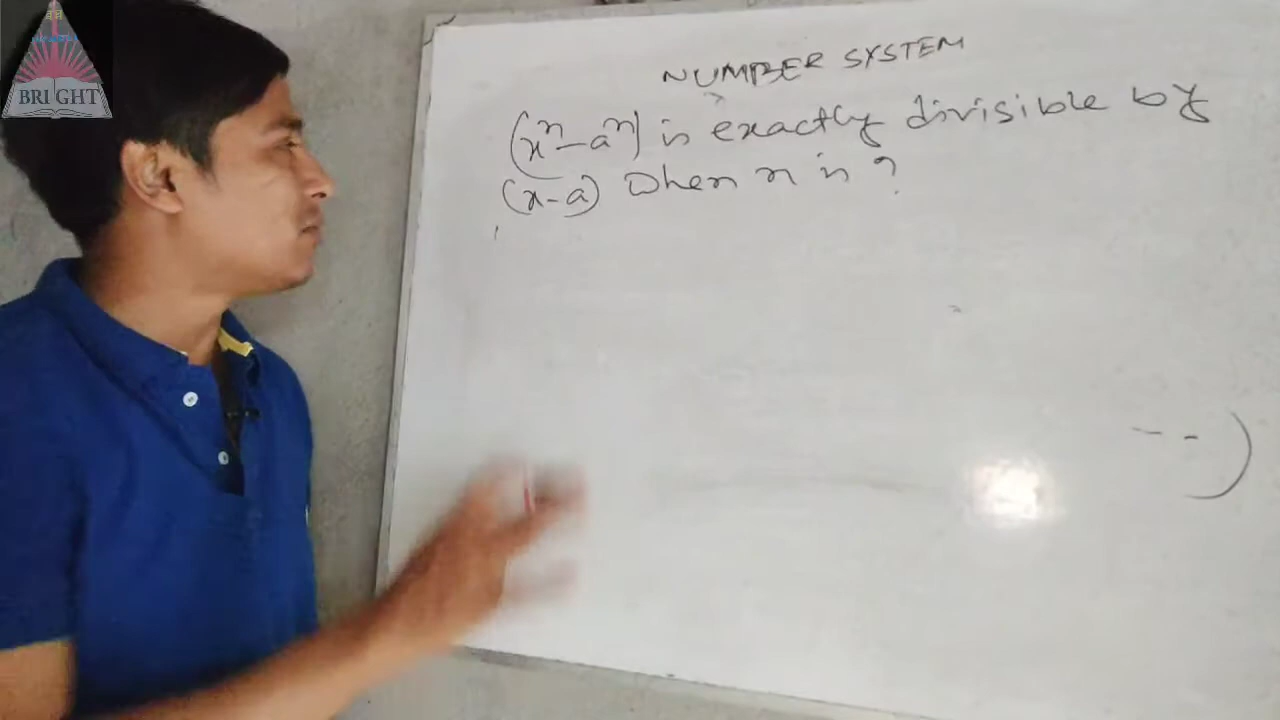 BRIGHT
NUMBER SYSTEM
(xⁿ-aⁿ) is exactly divisible by
(x-a) When n is ?